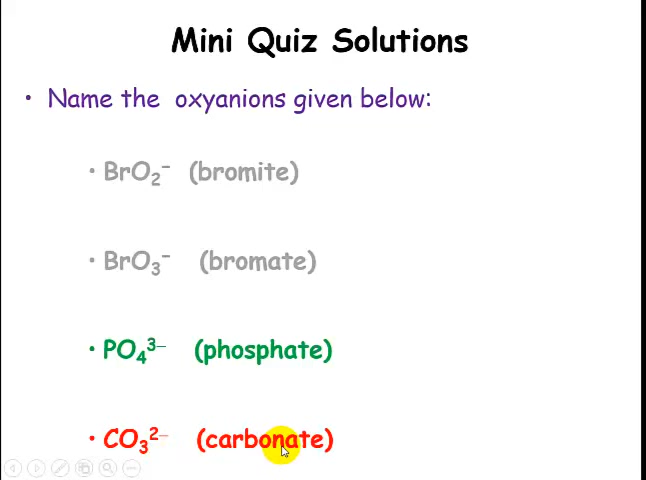 Mini Quiz Solutions
• Name the oxyanions given below:
• BrO₂⁻ (bromite)
• BrO₃⁻ (bromate)
• PO₄³⁻ (phosphate)
• CO₃²⁻ (carbonate)